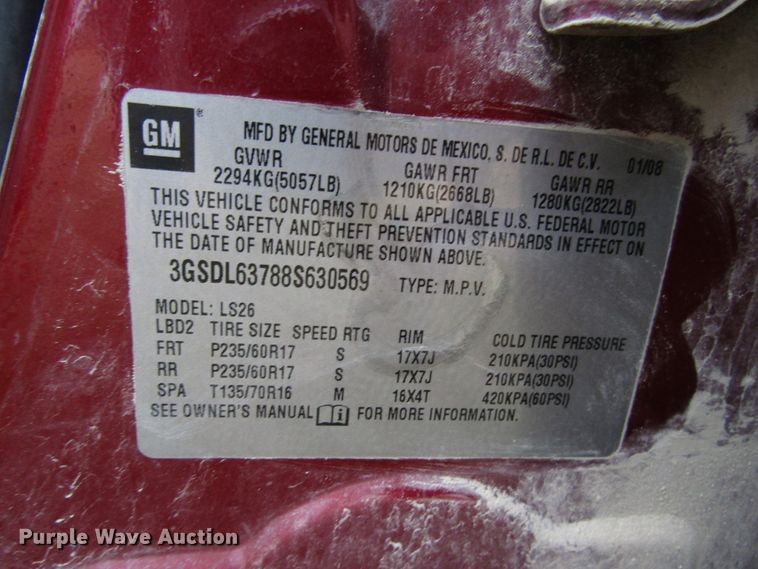 GM ®
MFD BY GENERAL MOTORS DE MEXICO, S. DE R.L. DE C.V. 01/08
GVWR GAWR FRT GAWR RR
2294KG(5057LB) 1210KG(2668LB) 1280KG(2822LB)
THIS VEHICLE CONFORMS TO ALL APPLICABLE U.S. FEDERAL MOTOR
VEHICLE SAFETY AND THEFT PREVENTION STANDARDS IN EFFECT ON
THE DATE OF MANUFACTURE SHOWN ABOVE.
3GSDL63788S630569 TYPE: M.P.V.
MODEL: LS26
LBD2 TIRE SIZE SPEED RTG RIM COLD TIRE PRESSURE
FRT P235/60R17 S 17X7J 210KPA(30PSI)
RR P235/60R17 S 17X7J 210KPA(30PSI)
SPA T135/70R16 M 16X4T 420KPA(60PSI)
SEE OWNER'S MANUAL FOR MORE INFORMATION.
Purple Wave Auction